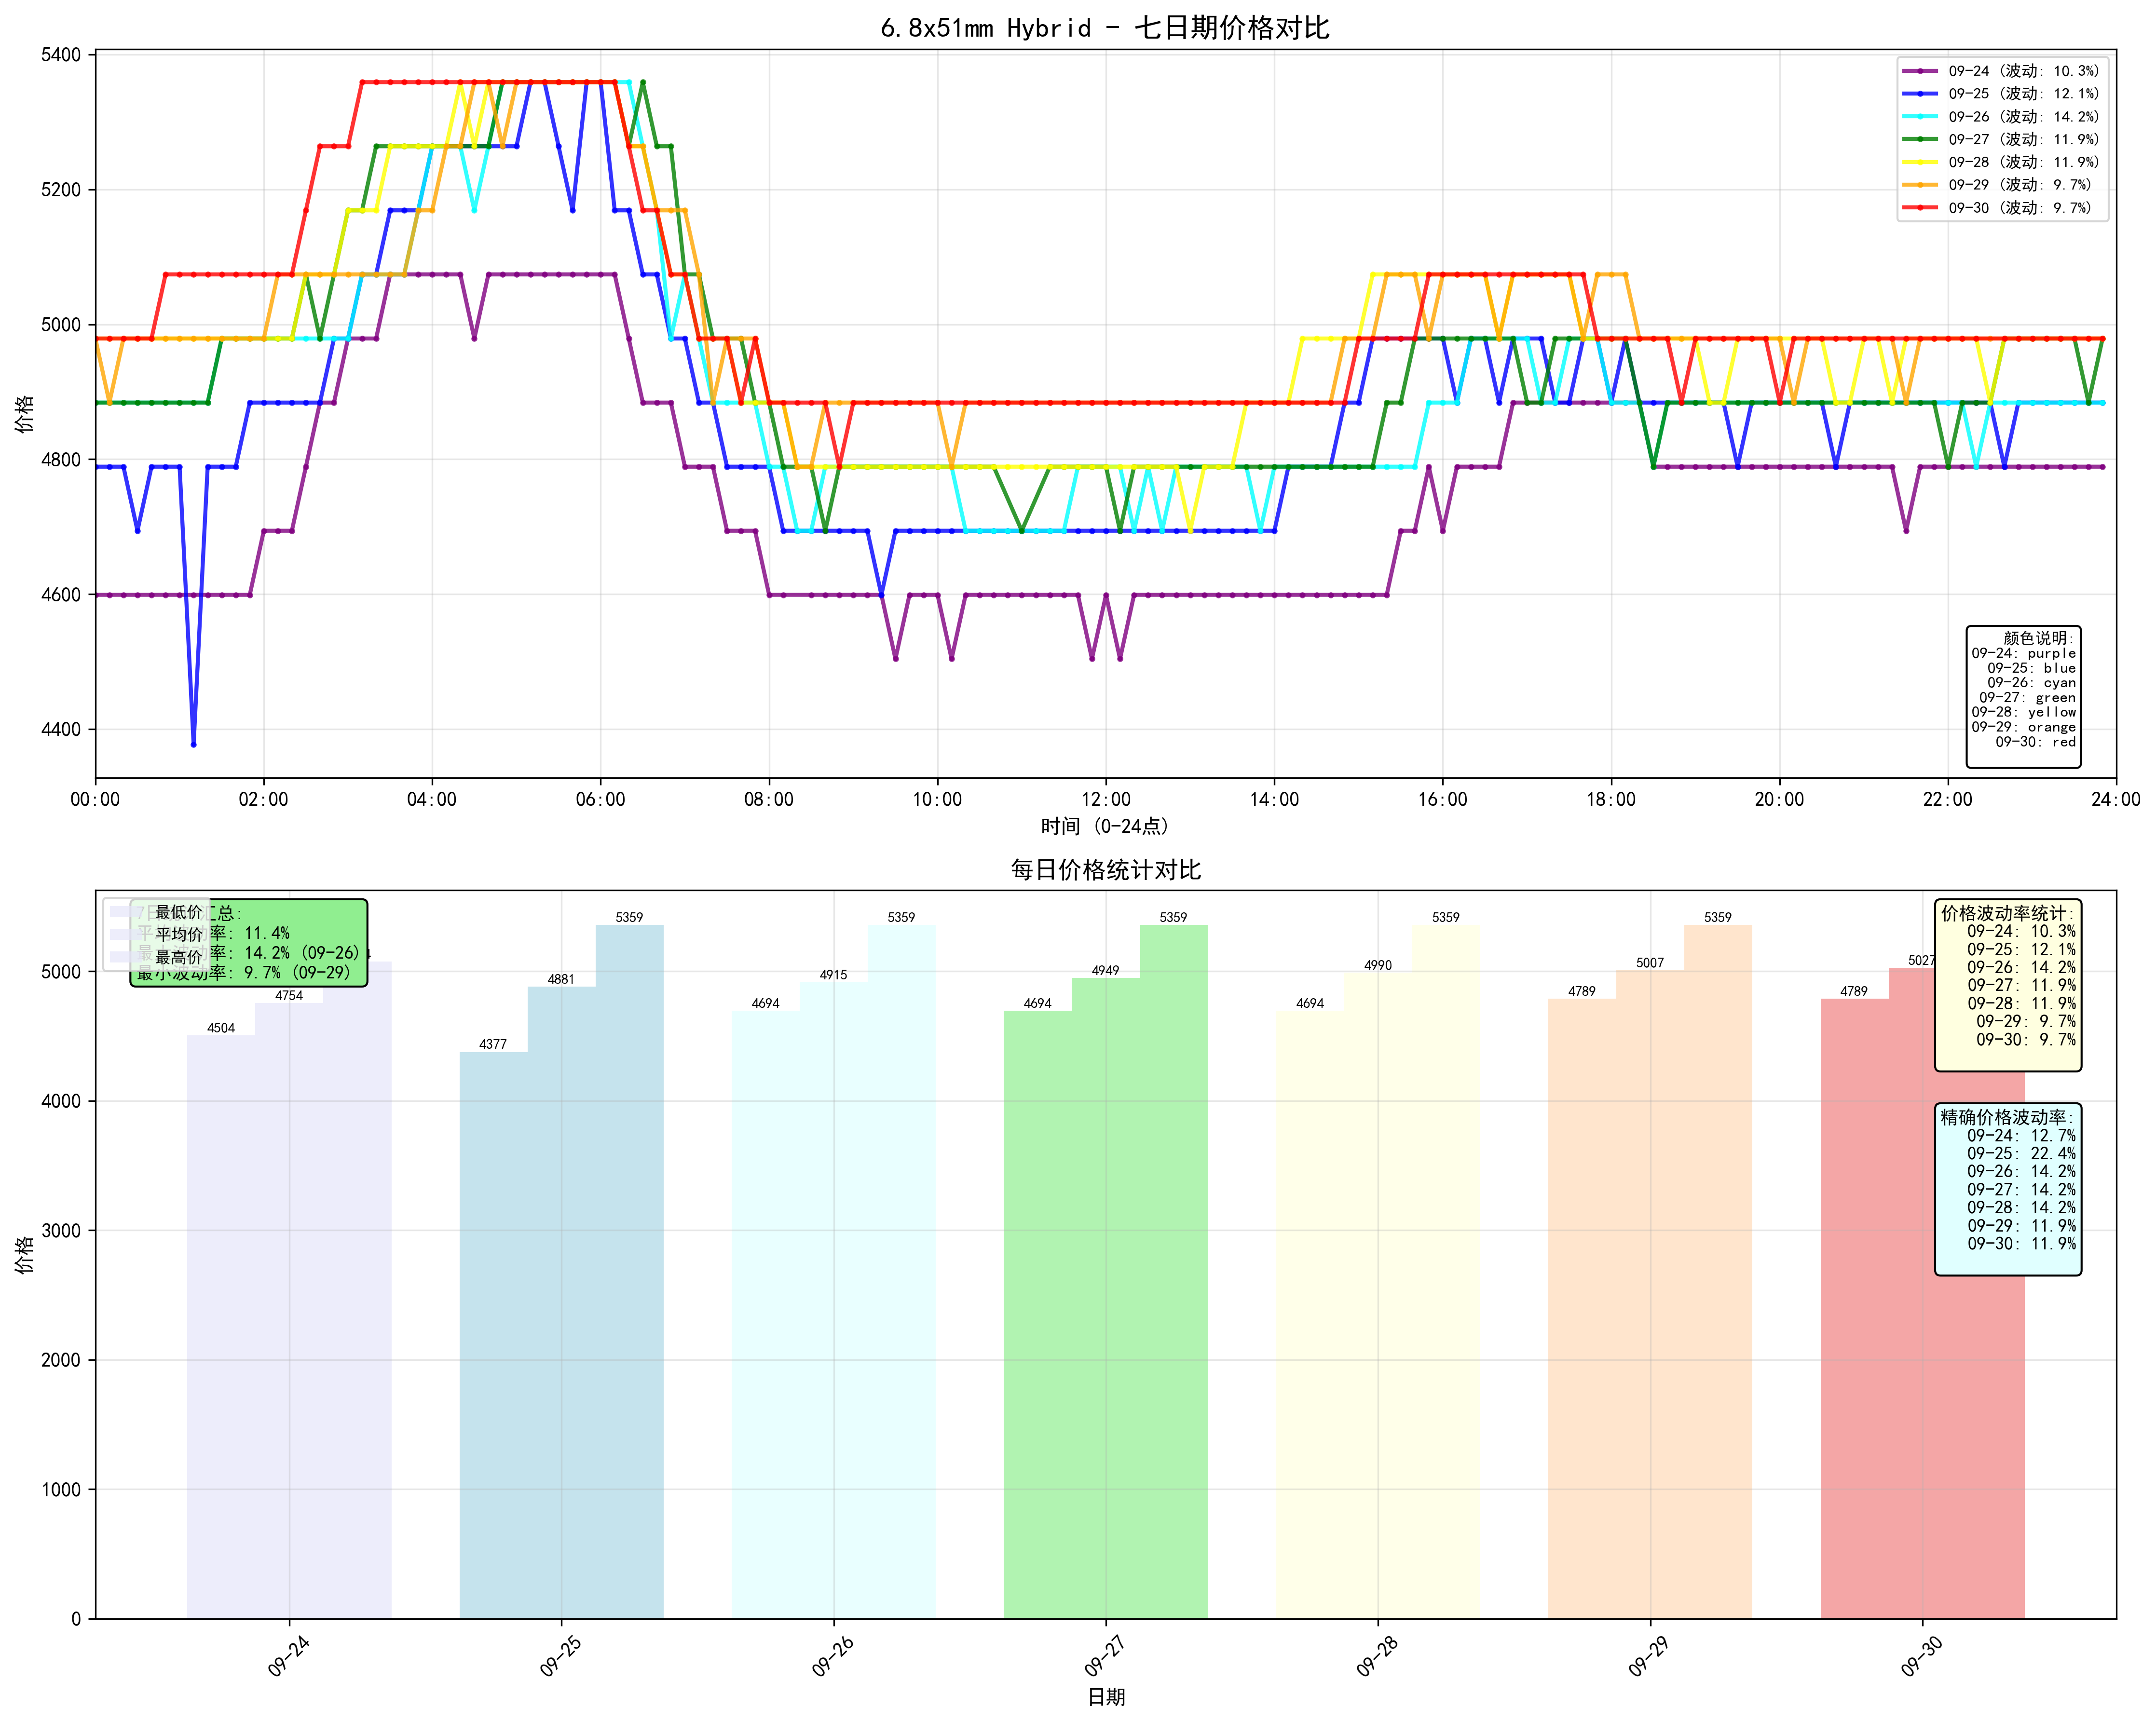 6.8x51mm Hybrid - 七日期价格对比
价格
5400
5200
5000
4800
4600
4400
09-24 (波动: 10.3%)
09-25 (波动: 12.1%)
09-26 (波动: 14.2%)
09-27 (波动: 11.9%)
09-28 (波动: 11.9%)
09-29 (波动: 9.7%)
09-30 (波动: 9.7%)
颜色说明:
09-24: purple
09-25: blue
09-26: cyan
09-27: green
09-28: yellow
09-29: orange
09-30: red
00:00 02:00 04:00 06:00 08:00 10:00 12:00 14:00 16:00 18:00 20:00 22:00 24:00
时间 (0-24点)
每日价格统计对比
价格
5000
4000
3000
2000
1000
0
最低价
平均价
最高价
汇总:
率: 11.4%
率: 14.2% (09-26)
最小波动率: 9.7% (09-29)
4504 4754
4377 4881 5359
4694 4915 5359
4694 4949 5359
4694 4990 5359
4789 5007 5359
4789 5027
价格波动率统计:
09-24: 10.3%
09-25: 12.1%
09-26: 14.2%
09-27: 11.9%
09-28: 11.9%
09-29: 9.7%
09-30: 9.7%
精确价格波动率:
09-24: 12.7%
09-25: 22.4%
09-26: 14.2%
09-27: 14.2%
09-28: 14.2%
09-29: 11.9%
09-30: 11.9%
09-24 09-25 09-26 09-27 09-28 09-29 09-30
日期